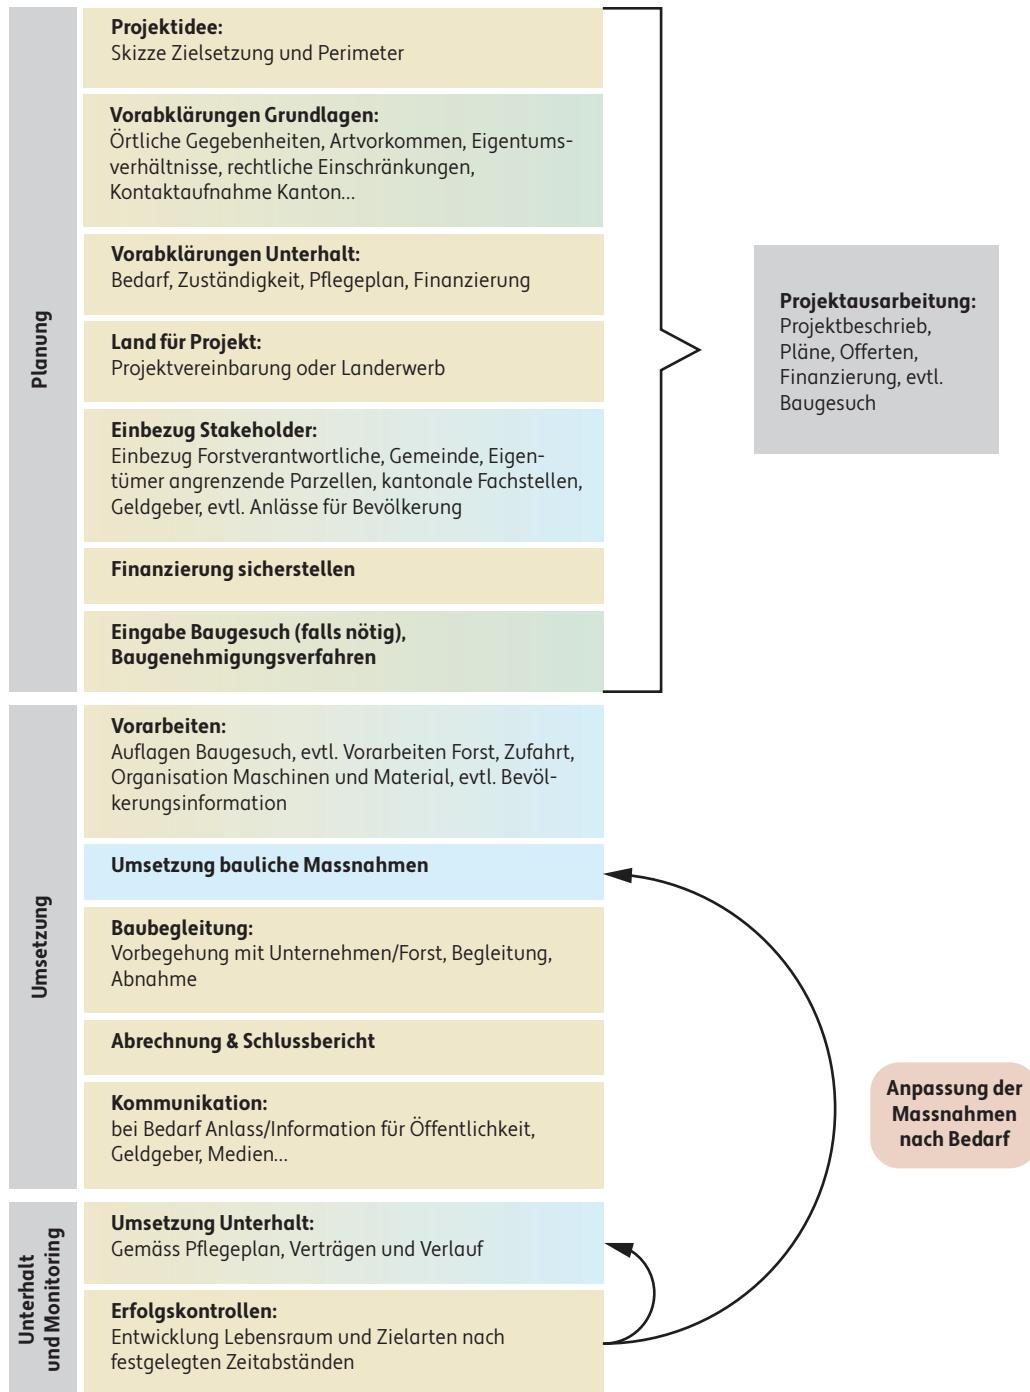 Planung
Projektidee:
Skizze Zielsetzung und Perimeter
Vorabklärungen Grundlagen:
Örtliche Gegebenheiten, Artvorkommen, Eigentums-
verhältnisse, rechtliche Einschränkungen,
Kontaktaufnahme Kanton...
Vorabklärungen Unterhalt:
Bedarf, Zuständigkeit, Pflegeplan, Finanzierung
Land für Projekt:
Projektvereinbarung oder Landerwerb
Einbezug Stakeholder:
Einbezug Forstverantwortliche, Gemeinde, Eigen-
tümer angrenzende Parzellen, kantonale Fachstellen,
Geldgeber, evtl. Anlässe für Bevölkerung
Finanzierung sicherstellen
Eingabe Baugesuch (falls nötig),
Baugenehmigungsverfahren
Projektausarbeitung:
Projektbeschrieb,
Pläne, Offerten,
Finanzierung, evtl.
Baugesuch
Umsetzung
Vorarbeiten:
Auflagen Baugesuch, evtl. Vorarbeiten Forst, Zufahrt,
Organisation Maschinen und Material, evtl. Bevöl-
kerungsinformation
Umsetzung bauliche Massnahmen
Baubegleitung:
Vorbegehung mit Unternehmen/Forst, Begleitung,
Abnahme
Abrechnung & Schlussbericht
Kommunikation:
bei Bedarf Anlass/Information für Öffentlichkeit,
Geldgeber, Medien...
Anpassung der
Massnahmen
nach Bedarf
Unterhalt
und Monitoring
Umsetzung Unterhalt:
Gemäss Pflegeplan, Verträgen und Verlauf
Erfolgskontrollen:
Entwicklung Lebensraum und Zielarten nach
festgelegten Zeitabständen